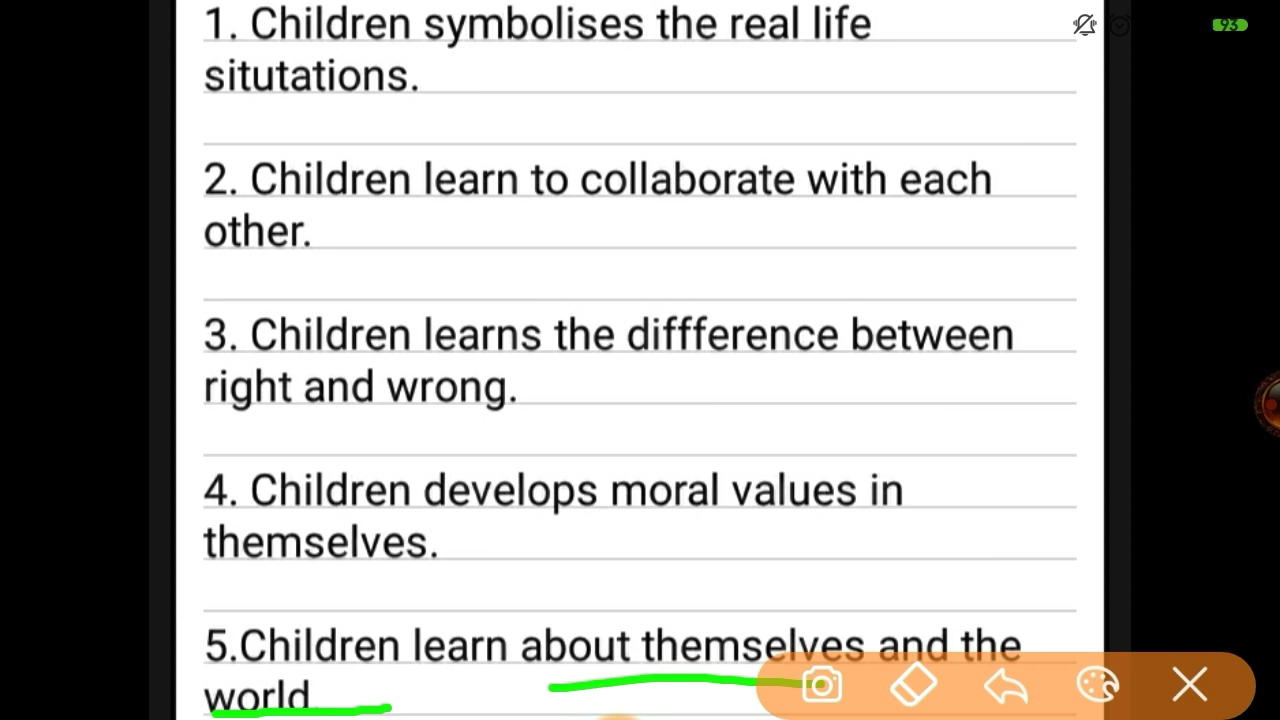 1. Children symbolises the real life
situtations.
2. Children learn to collaborate with each
other.
3. Children learns the diffference between
right and wrong.
4. Children develops moral values in
themselves.
5.Children learn about themselves and the
world
93